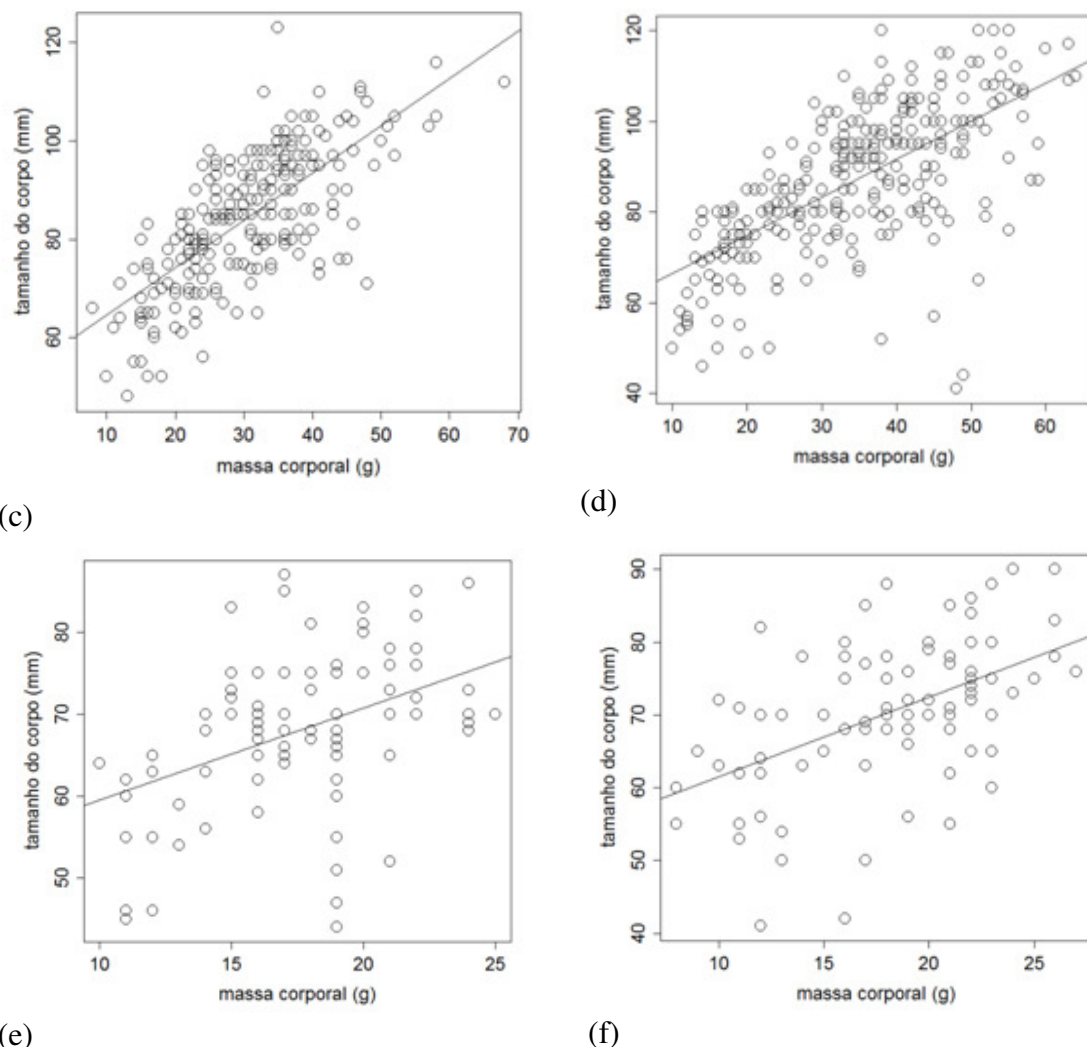 120
100
80
60
tamanho do corpo (mm)
10 20 30 40 50 60 70
massa corporal (g)
(c)
120
100
80
60
40
tamanho do corpo (mm)
10 20 30 40 50 60
massa corporal (g)
(d)
80
70
60
50
tamanho do corpo (mm)
10 15 20 25
massa corporal (g)
(e)
90
80
70
60
50
40
tamanho do corpo (mm)
10 15 20 25
massa corporal (g)
(f)